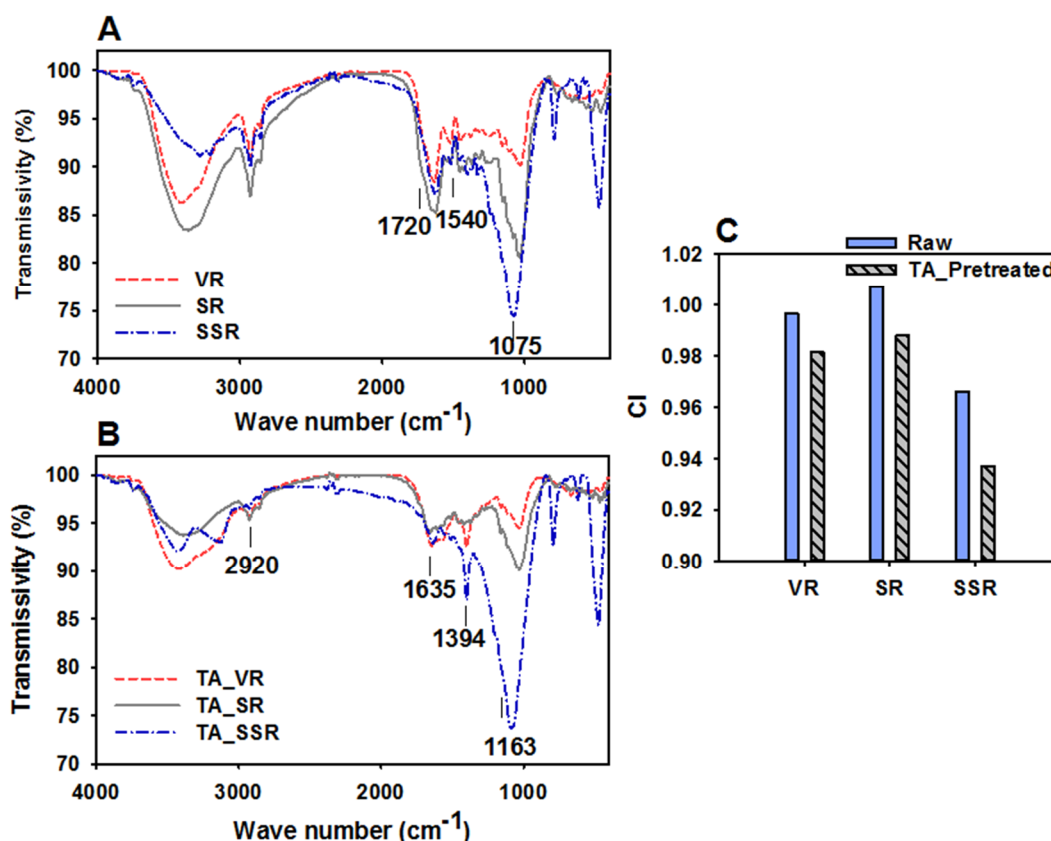 A
Transmissivity (%)
100
95
90
85
80
75
70
1720
1540
1075
VR
SR
SSR
4000
3000
2000
1000
Wave number (cm-1)
B
Transmissivity (%)
100
95
90
85
80
75
70
2920
1635
1394
1163
TA_VR
TA_SR
TA_SSR
4000
3000
2000
1000
Wave number (cm-1)
C
Raw
TA_Pretreated
CI
1.02
1.00
0.98
0.96
0.94
0.92
0.90
VR
SR
SSR